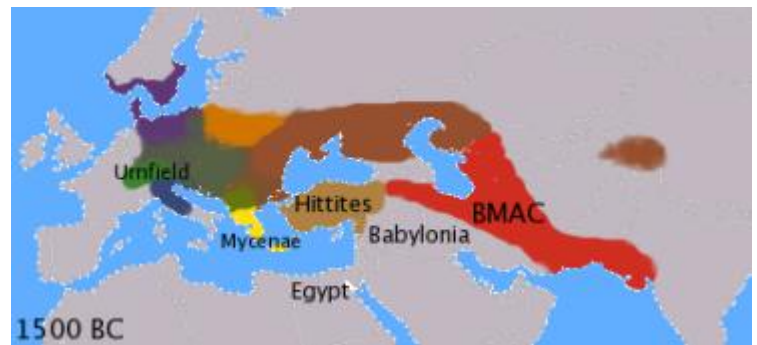 Urnfield
Hittites
BMAC
Mycenae
Babylonia
Egypt
1500 BC